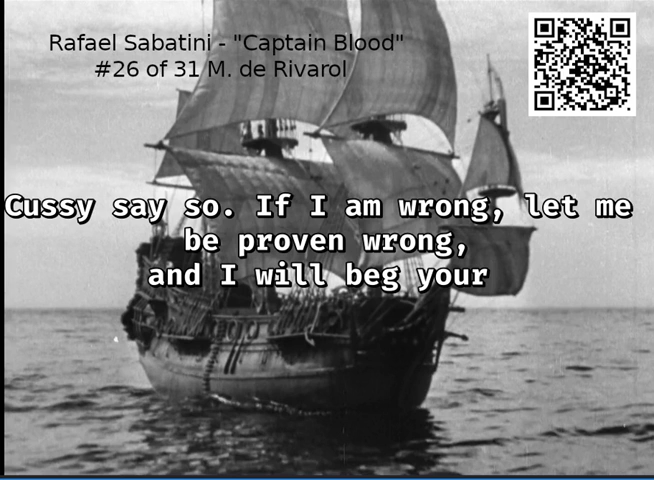 Rafael Sabatini - "Captain Blood"
#26 of 31 M. de Rivarol
Cussy say so. If I am wrong, let me
be proven wrong,
and I will beg your